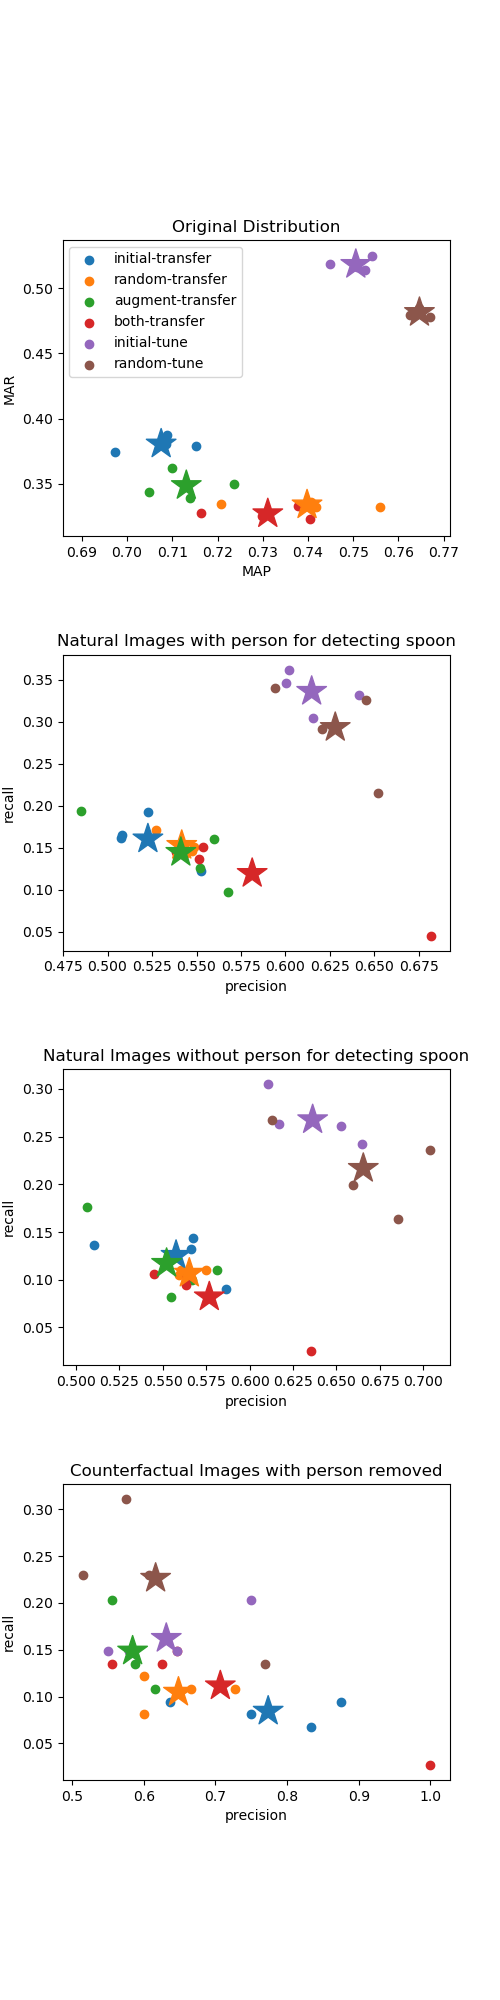 Original Distribution
initial-transfer
random-transfer
augment-transfer
both-transfer
initial-tune
random-tune
MAR
0.50
0.45
0.40
0.35
0.69 0.70 0.71 0.72 0.73 0.74 0.75 0.76 0.77
MAP
Natural Images with person for detecting spoon
recall
0.35
0.30
0.25
0.20
0.15
0.10
0.05
0.475 0.500 0.525 0.550 0.575 0.600 0.625 0.650 0.675
precision
Natural Images without person for detecting spoon
recall
0.30
0.25
0.20
0.15
0.10
0.05
0.500 0.525 0.550 0.575 0.600 0.625 0.650 0.675 0.700
precision
Counterfactual Images with person removed
recall
0.30
0.25
0.20
0.15
0.10
0.05
0.5 0.6 0.7 0.8 0.9 1.0
precision